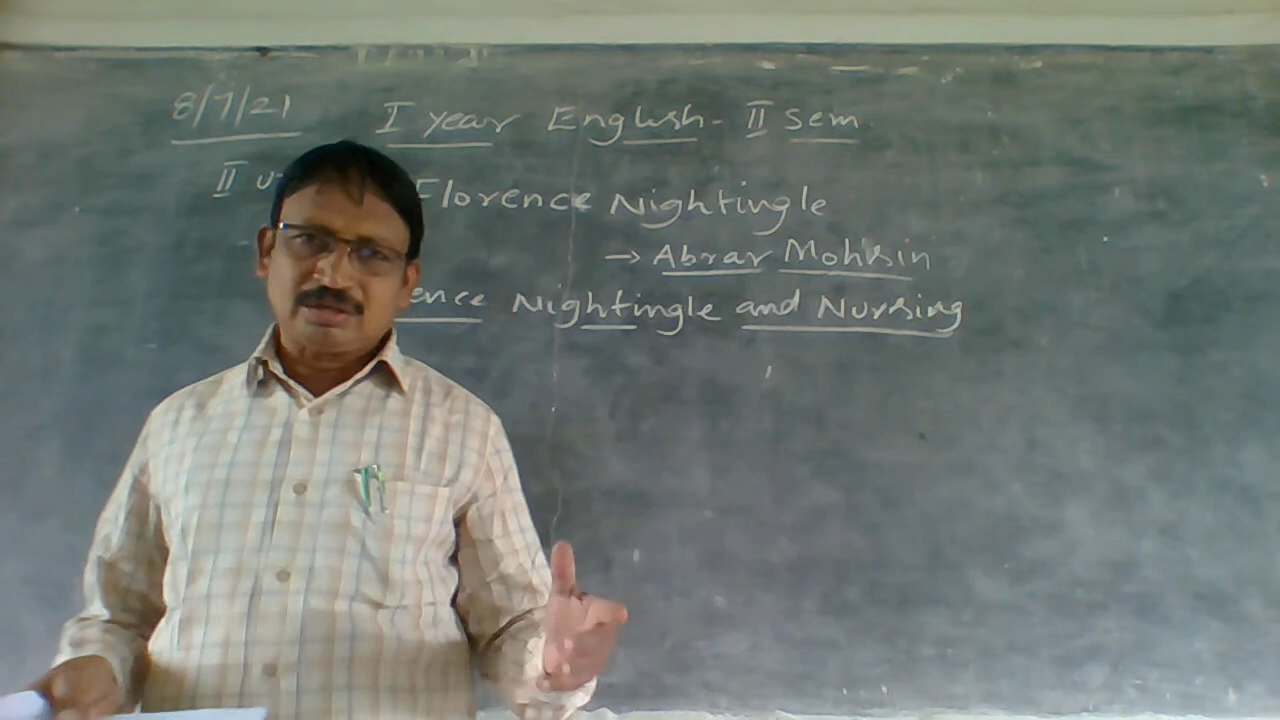 8/7/21 I year English - II sem
II Florence Nightingle
→ Abrar Mohsin
ence Nightingle and Nursing